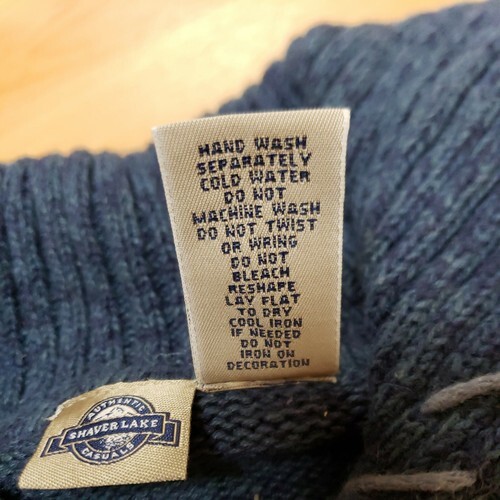 HAND WASH
SEPARATELY
COLD WATER
DO NOT
MACHINE WASH
DO NOT TWIST
OR WRING
DO NOT
BLEACH
RESHAPE
LAY FLAT
TO DRY
COOL IRON
IF NEEDED
DO NOT
IRON ON
DECORATION
AUTHENTIC
SHAVER LAKE
CASUALS